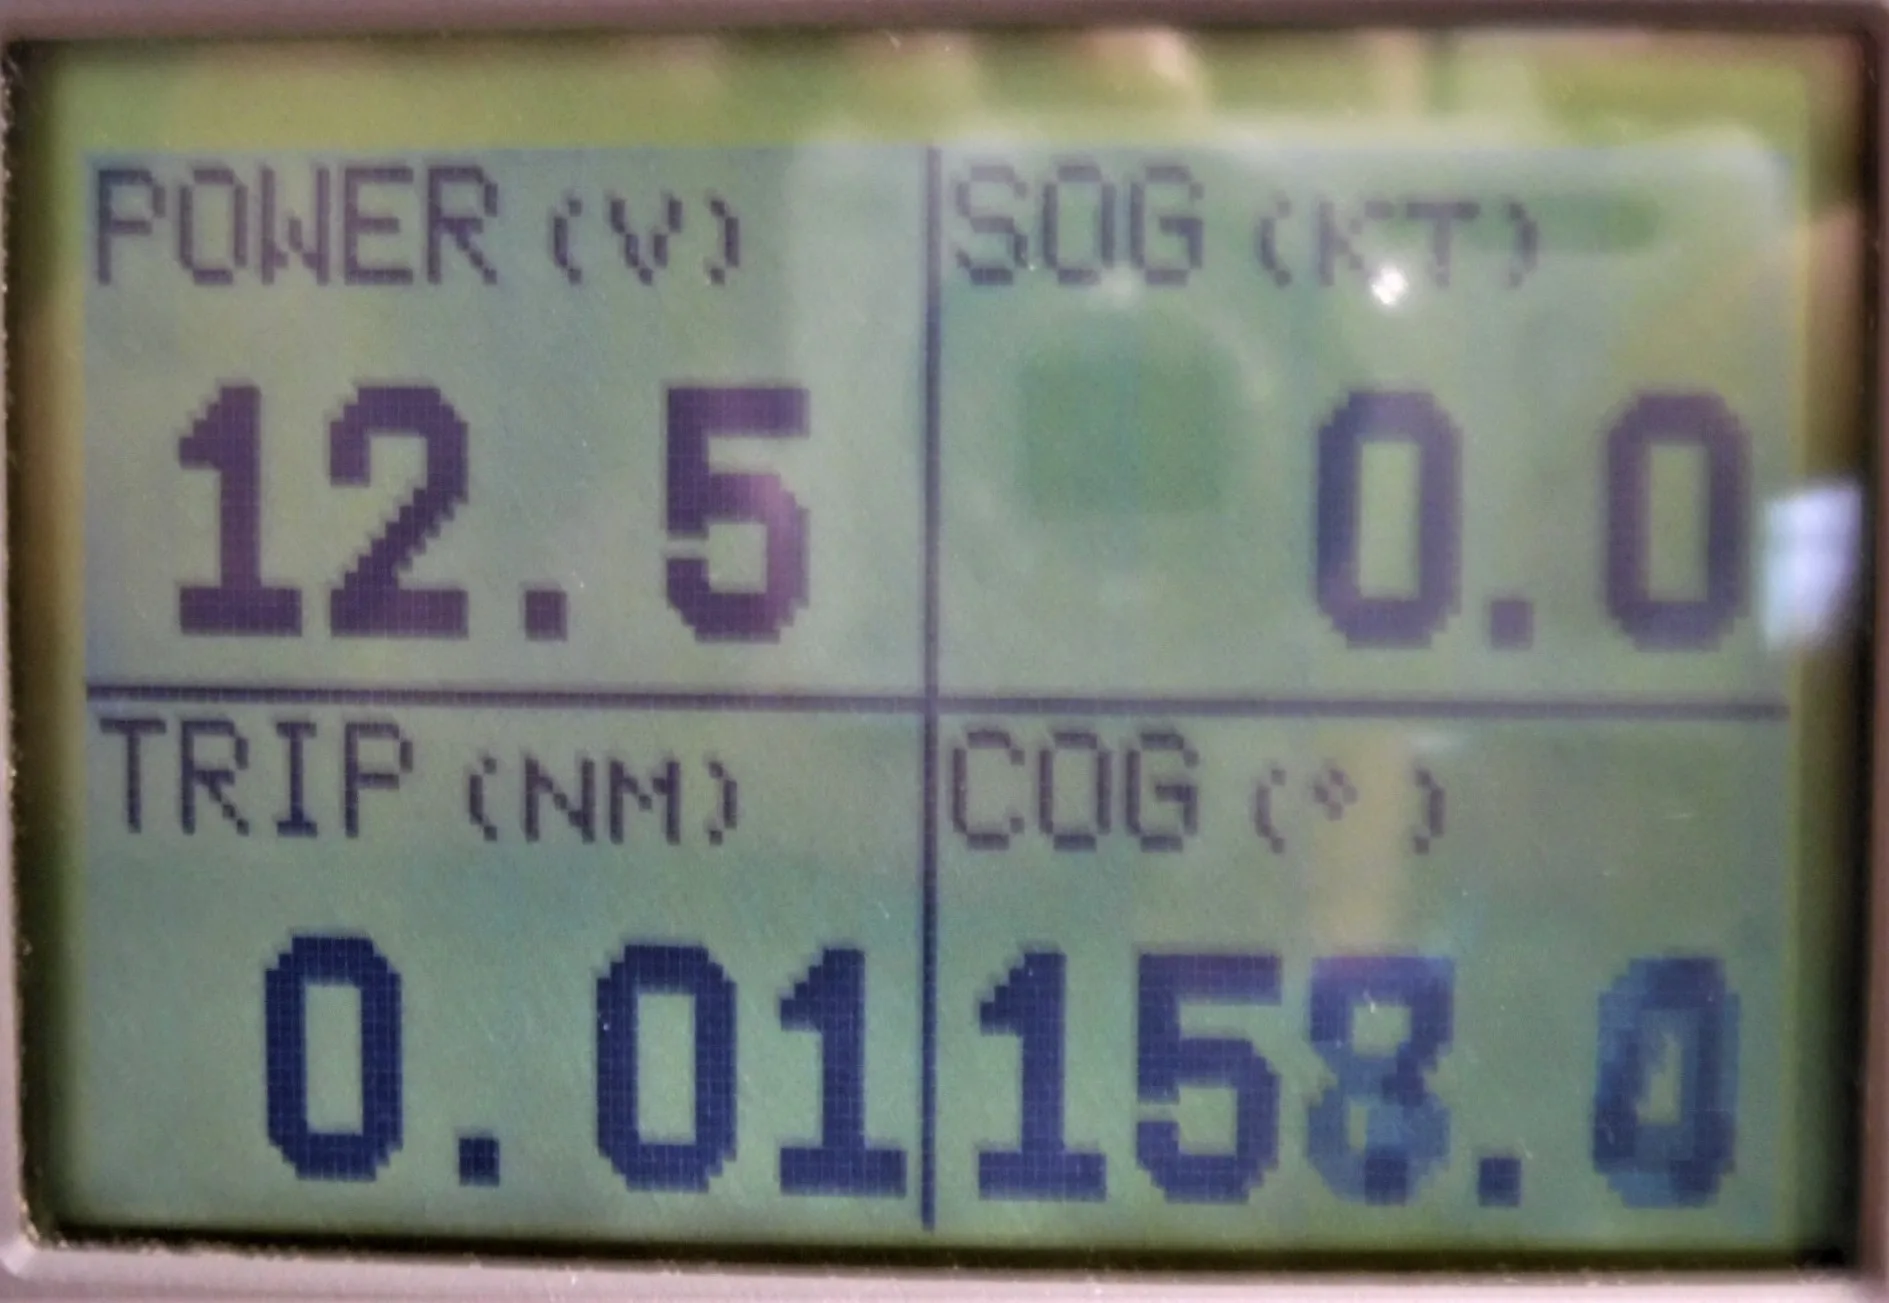 POWER (V)
12.5
SOG (KT)
0.0
TRIP (NM)
0.01
COG (° )
158.0